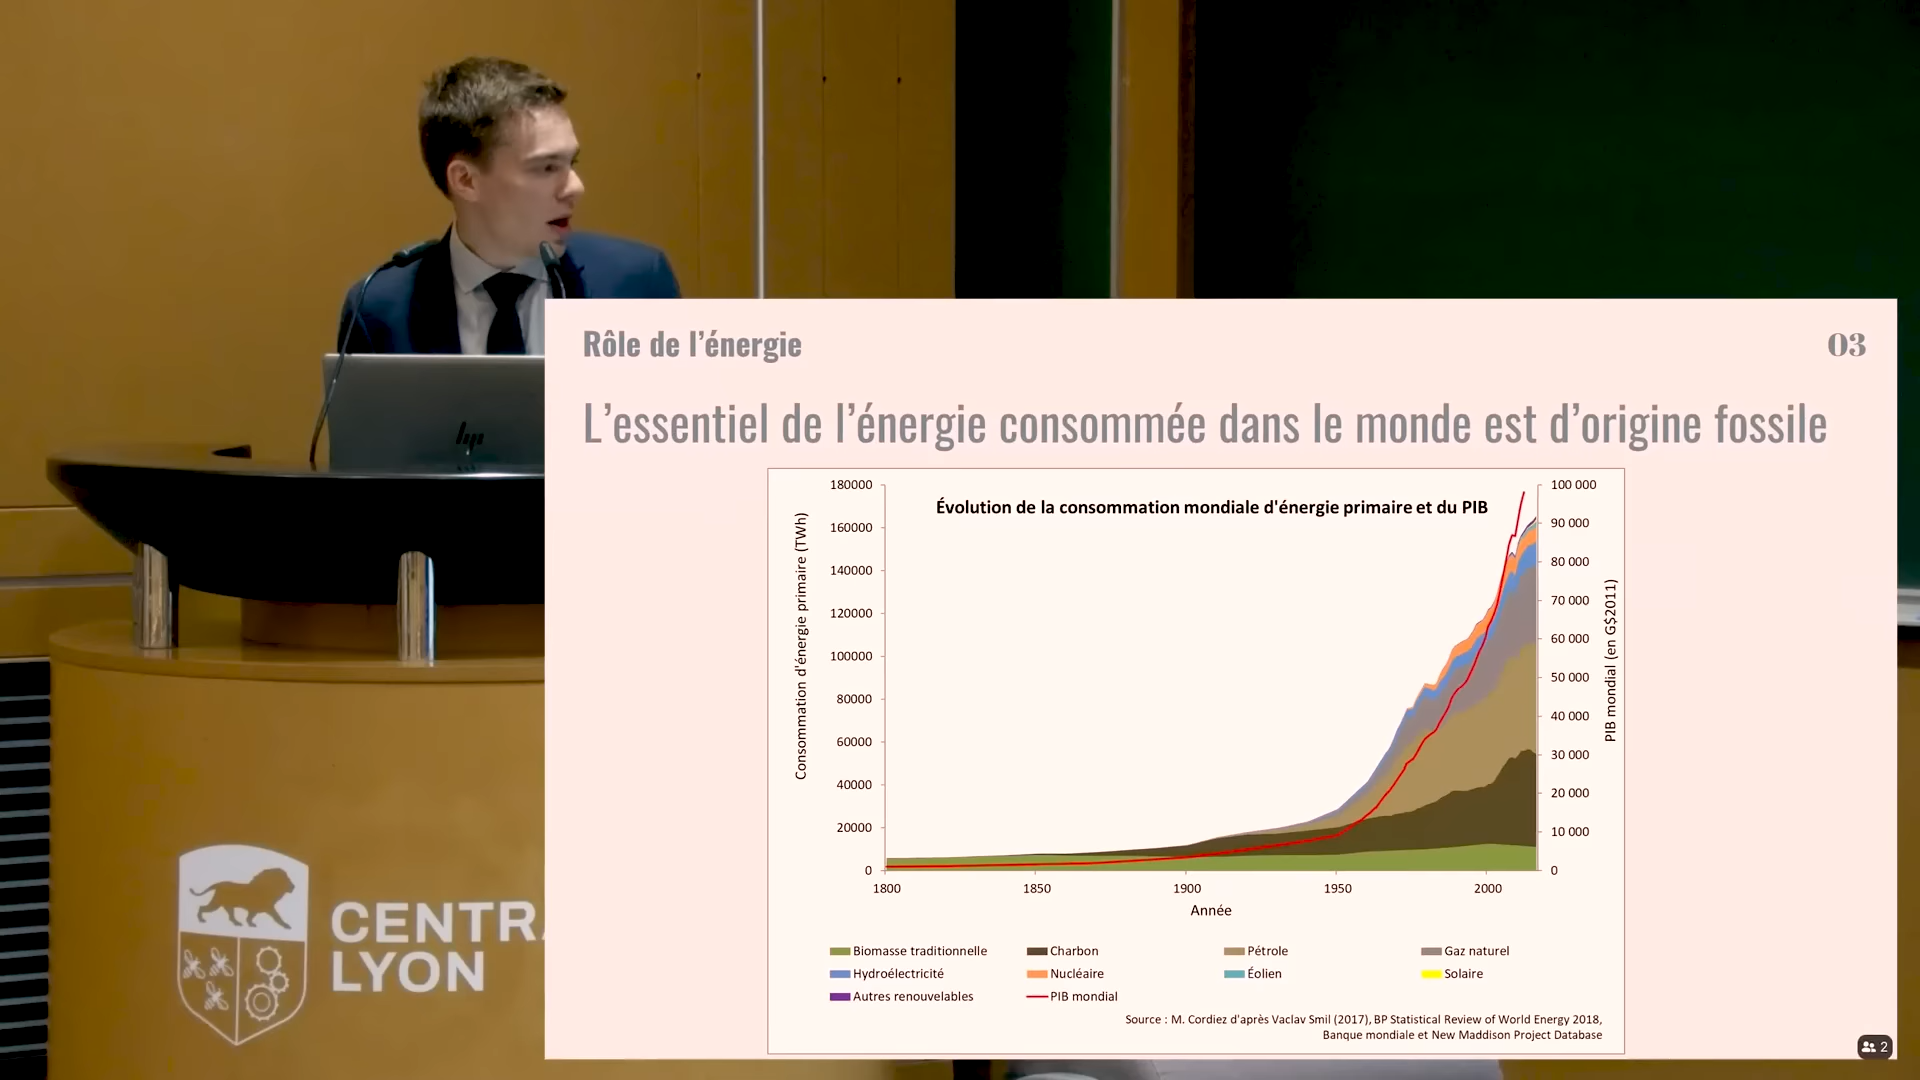 Rôle de l'énergie
03
L'essentiel de l'énergie consommée dans le monde est d'origine fossile
Évolution de la consommation mondiale d'énergie primaire et du PIB
Consommation d'énergie primaire (TWh)
180000
160000
140000
120000
100000
80000
60000
40000
20000
0
100 000
90 000
80 000
70 000
60 000
50 000
40 000
30 000
20 000
10 000
0
PIB mondial (en G$2011)
1800
1850
1900
1950
2000
Année
Biomasse traditionnelle
Charbon
Pétrole
Gaz naturel
Hydroélectricité
Nucléaire
Éolien
Solaire
Autres renouvelables
PIB mondial
Source : M. Cordiez d'après Vaclav Smil (2017), BP Statistical Review of World Energy 2018,
Banque mondiale et New Maddison Project Database
hp
CENTRA
LYON
2